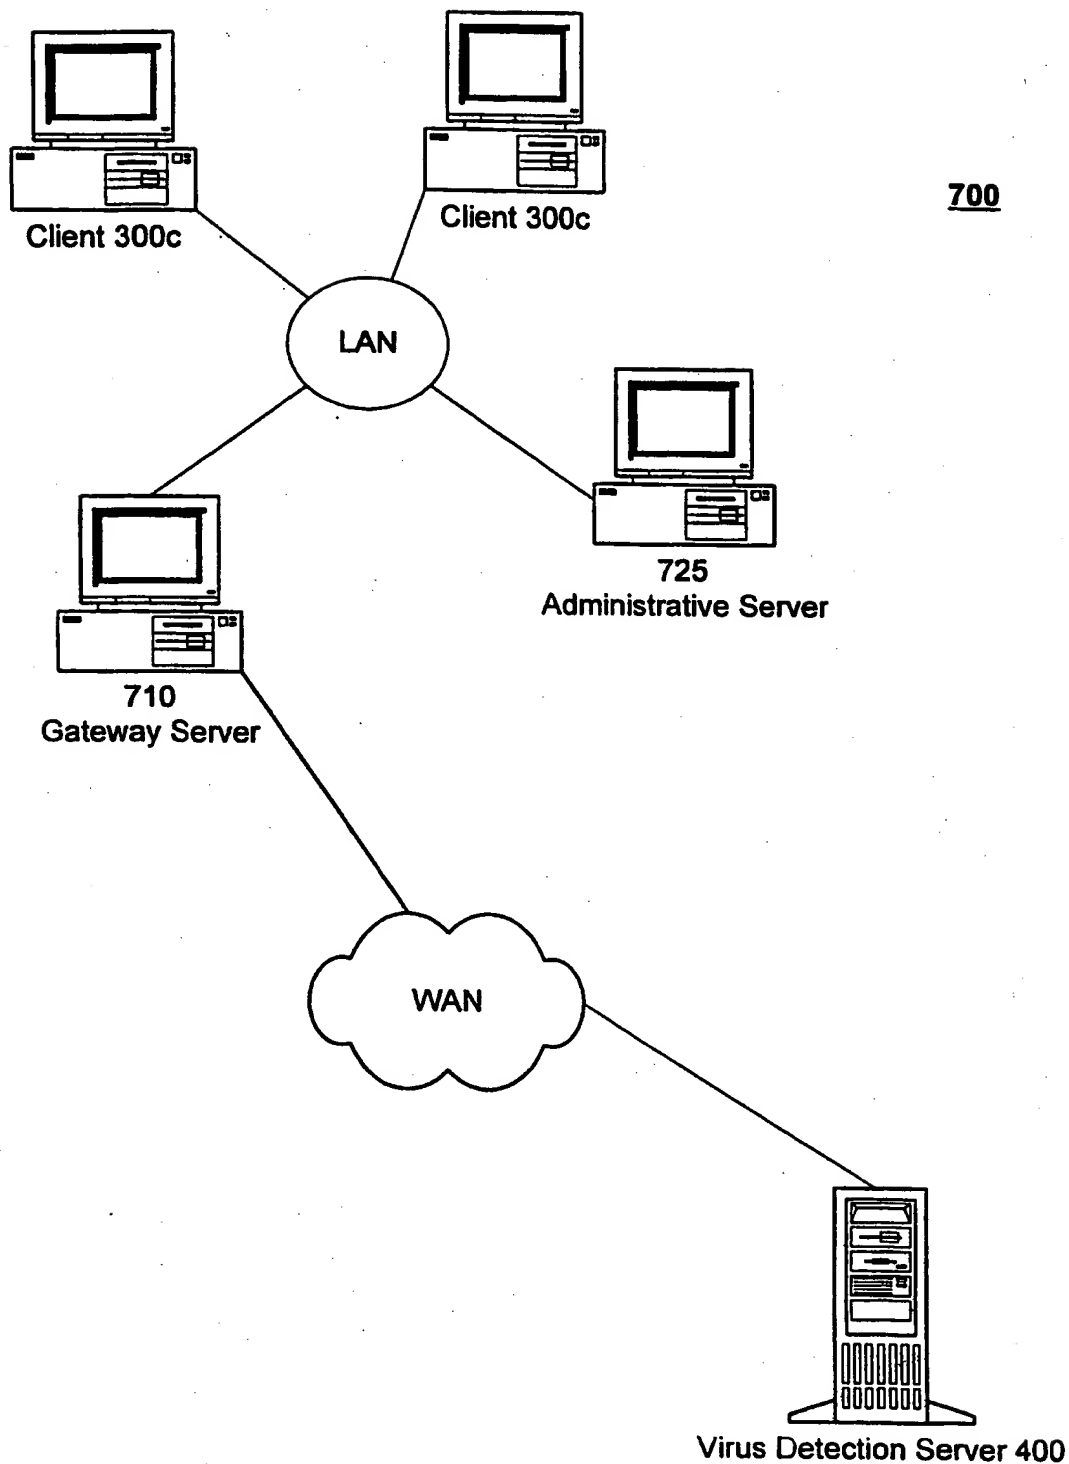 700
Client 300c
Client 300c
LAN
725
Administrative Server
710
Gateway Server
WAN
Virus Detection Server 400